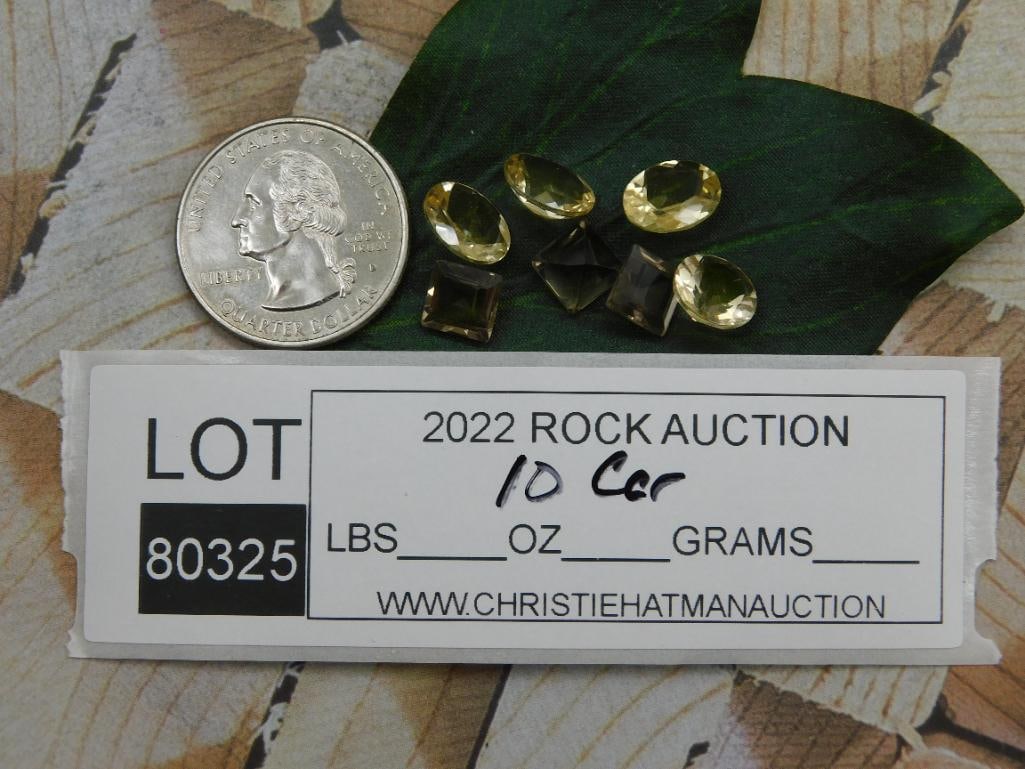 UNITED STATES OF AMERICA
LIBERTY
IN
GOD WE
TRUST
D
QUARTER DOLLAR
LOT
80325
2022 ROCK AUCTION
10 Car
LBS_____OZ_____GRAMS_____
WWW.CHRISTIEHATMANAUCTION